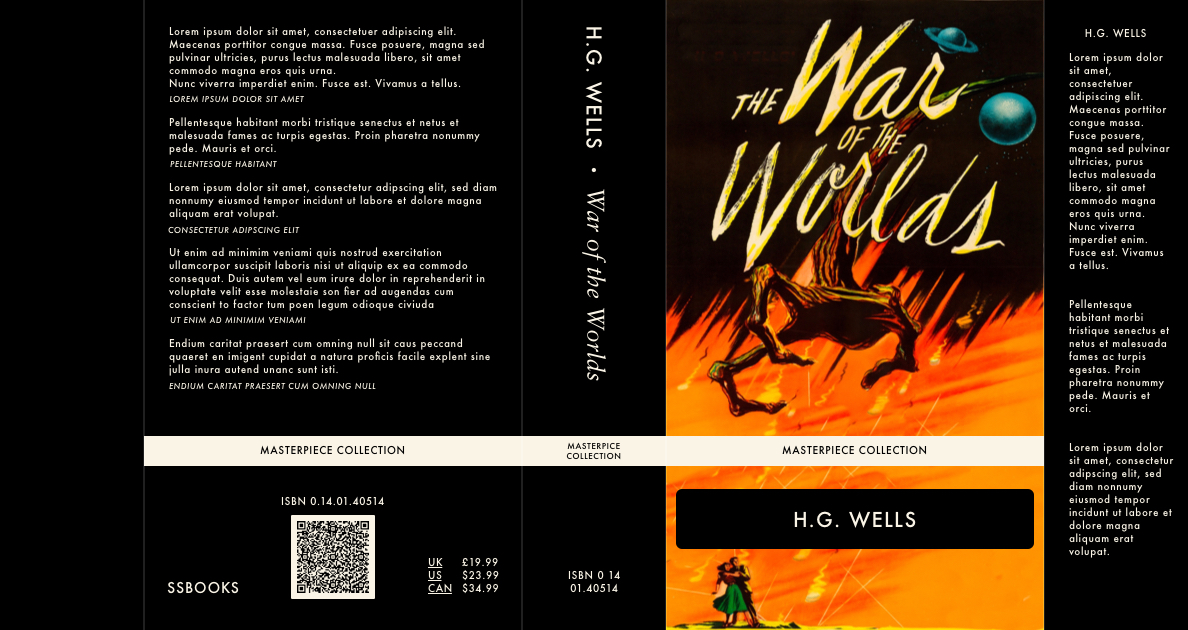 Lorem ipsum dolor sit amet, consectetuer adipiscing elit.
Maecenas porttitor congue massa. Fusce posuere, magna sed
pulvinar ultricies, purus lectus malesuada libero, sit amet
commodo magna eros quis urna.
Nunc viverra imperdiet enim. Fusce est. Vivamus a tellus.
LOREM IPSUM DOLOR SIT AMET
Pellentesque habitant morbi tristique senectus et netus et
malesuada fames ac turpis egestas. Proin pharetra nonummy
pede. Mauris et orci.
PELLENTESQUE HABITANT
Lorem ipsum dolor sit amet, consectetur adipscing elit, sed diam
nonnumy eiusmod tempor incidunt ut labore et dolore magna
aliquam erat volupat.
CONSECTETUR ADIPSCING ELIT
Ut enim ad minimim veniami quis nostrud exercitation
ullamcorpor suscipit laboris nisi ut aliquip ex ea commodo
consequat. Duis autem vel eum irure dolor in reprehenderit in
voluptate velit esse molestaie son fier ad augendas cum
conscient to factor tum poen legum odioque civiuda
UT ENIM AD MINIMIM VENIAMI
Endium caritat praesert cum omning null sit caus peccand
quaeret en imigent cupidat a natura proficis facile explent sine
julla inura autend unanc sunt isti.
ENDIUM CARITAT PRAESERT CUM OMNING NULL
MASTERPIECE COLLECTION
ISBN 0.14.01.40514
SSBOOKS
UK £19.99
US $23.99
CAN $34.99
H.G. WELLS • War of the Worlds
MASTERPICE
COLLECTION
ISBN 0 14
01.40514
THE War
OF THE
Worlds
MASTERPIECE COLLECTION
H.G. WELLS
H.G. WELLS
Lorem ipsum dolor
sit amet,
consectetuer
adipiscing elit.
Maecenas porttitor
congue massa.
Fusce posuere,
magna sed pulvinar
ultricies, purus
lectus malesuada
libero, sit amet
commodo magna
eros quis urna.
Nunc viverra
imperdiet enim.
Fusce est. Vivamus
a tellus.
Pellentesque
habitant morbi
tristique senectus et
netus et malesuada
fames ac turpis
egestas. Proin
pharetra nonummy
pede. Mauris et
orci.
Lorem ipsum dolor
sit amet, consectetur
adipscing elit, sed
diam nonnumy
eiusmod tempor
incidunt ut labore et
dolore magna
aliquam erat
volupat.